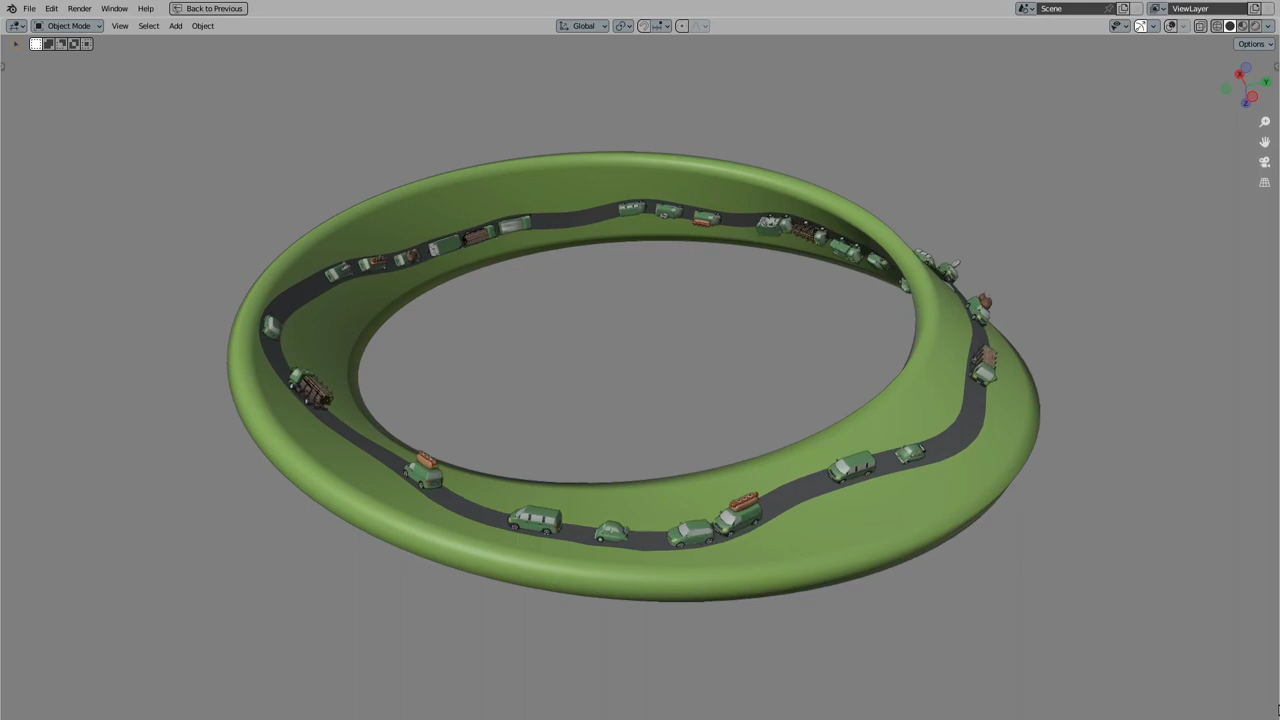 File Edit Render Window Help Back to Previous Scene ViewLayer
Object Mode View Select Add Object Global
Options
X
Y
Z